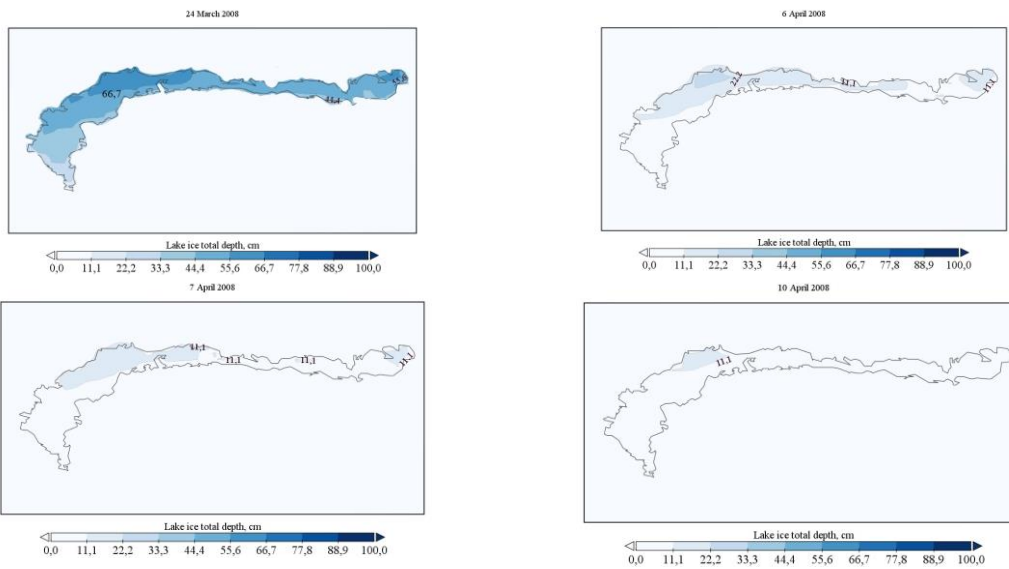 24 March 2008
66,7
55,6
44,4
Lake ice total depth, cm
0,0 11,1 22,2 33,3 44,4 55,6 66,7 77,8 88,9 100,0
6 April 2008
22,2
11,1
11,1
Lake ice total depth, cm
0,0 11,1 22,2 33,3 44,4 55,6 66,7 77,8 88,9 100,0
7 April 2008
11,1
11,1
11,1
11,1
Lake ice total depth, cm
0,0 11,1 22,2 33,3 44,4 55,6 66,7 77,8 88,9 100,0
10 April 2008
11,1
Lake ice total depth, cm
0,0 11,1 22,2 33,3 44,4 55,6 66,7 77,8 88,9 100,0